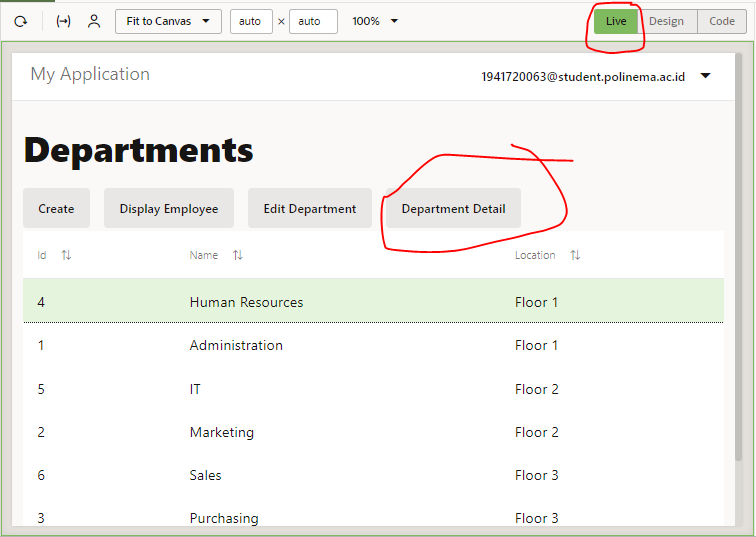 Fit to Canvas auto × auto 100% Live Design Code
My Application 1941720063@student.polinema.ac.id
Departments
Create Display Employee Edit Department Department Detail
Id Name Location
4 Human Resources Floor 1
1 Administration Floor 1
5 IT Floor 2
2 Marketing Floor 2
6 Sales Floor 3
3 Purchasing Floor 3